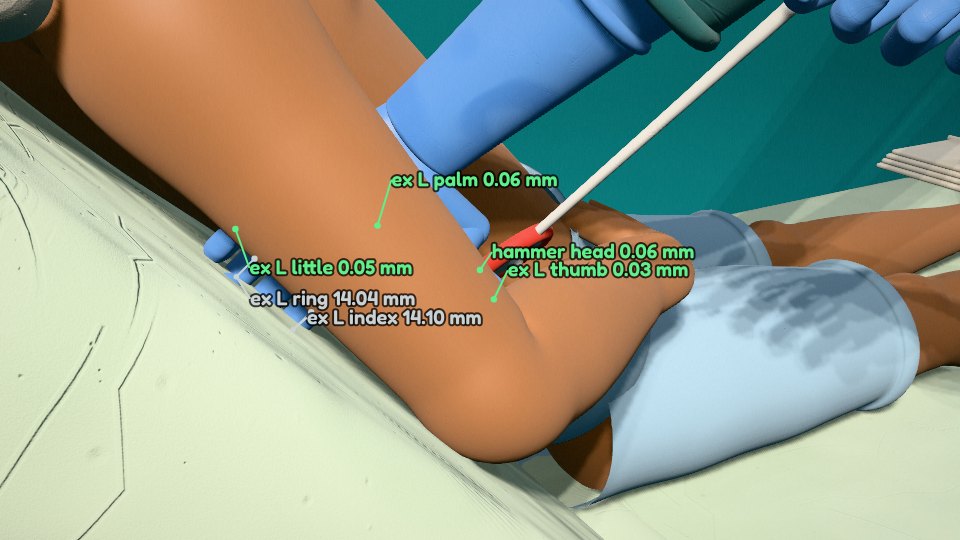 ex L palm 0.06 mm
hammer head 0.06 mm
ex L little 0.05 mm
ex L thumb 0.03 mm
ex L ring 14.04 mm
ex L index 14.10 mm